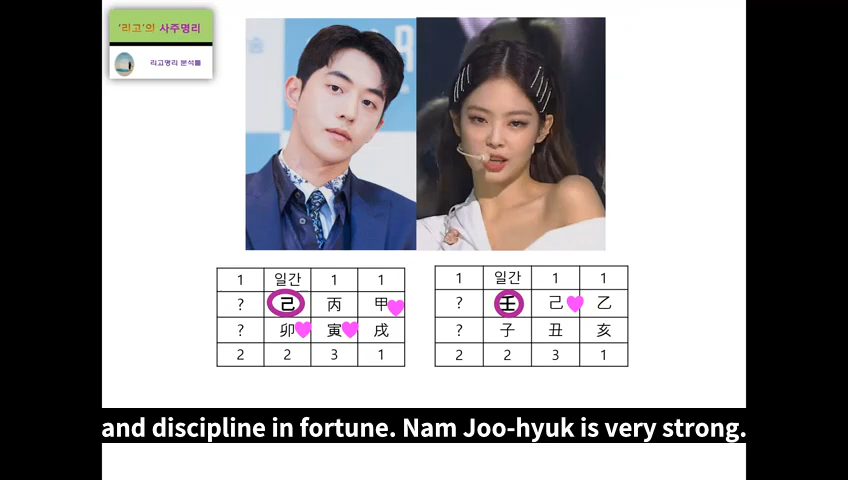 '리고'의 사주명리
리고명리 분석틀
1 일간 1 1
? 己 丙 甲
? 卯 寅 戌
2 2 3 1
1 일간 1 1
? 壬 己 乙
? 子 丑 亥
2 2 3 1
and discipline in fortune. Nam Joo-hyuk is very strong.